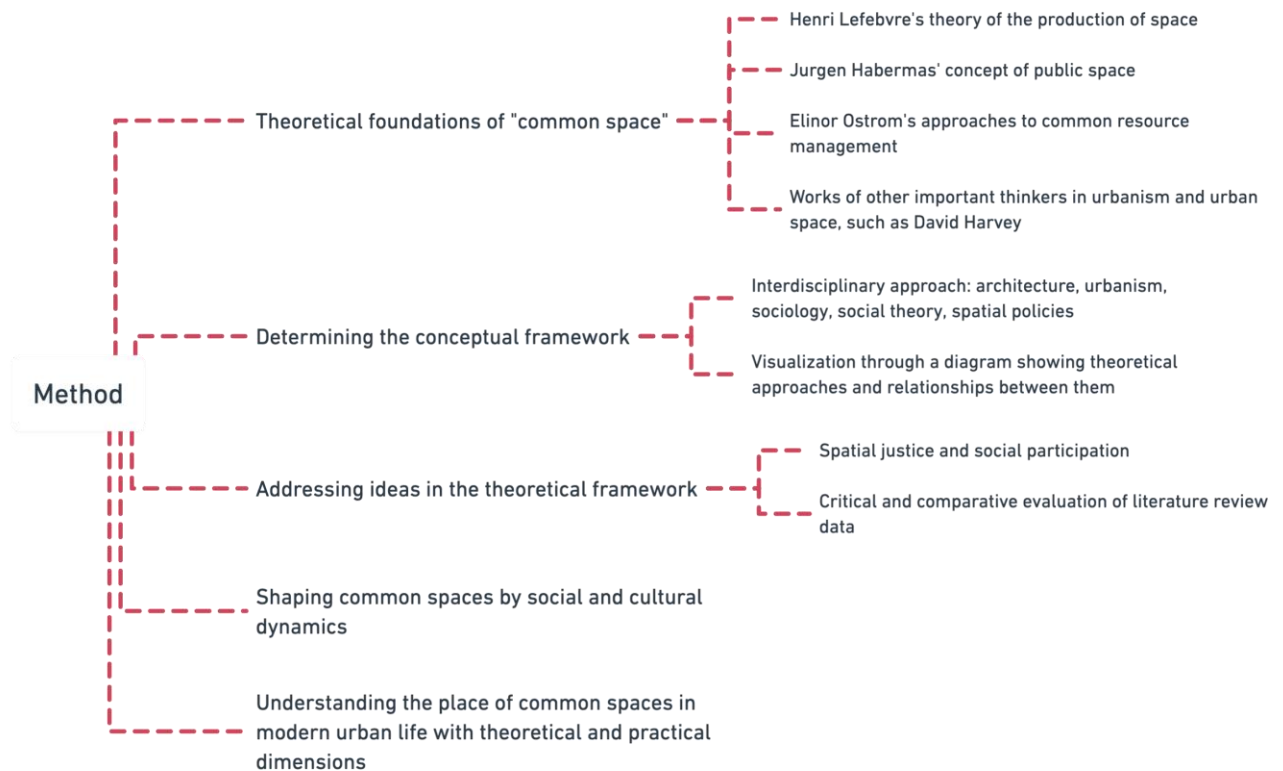 Method
Theoretical foundations of "common space"
Henri Lefebvre's theory of the production of space
Jurgen Habermas' concept of public space
Elinor Ostrom's approaches to common resource
management
Works of other important thinkers in urbanism and urban
space, such as David Harvey
Determining the conceptual framework
Interdisciplinary approach: architecture, urbanism,
sociology, social theory, spatial policies
Visualization through a diagram showing theoretical
approaches and relationships between them
Addressing ideas in the theoretical framework
Spatial justice and social participation
Critical and comparative evaluation of literature review
data
Shaping common spaces by social and cultural
dynamics
Understanding the place of common spaces in
modern urban life with theoretical and practical
dimensions